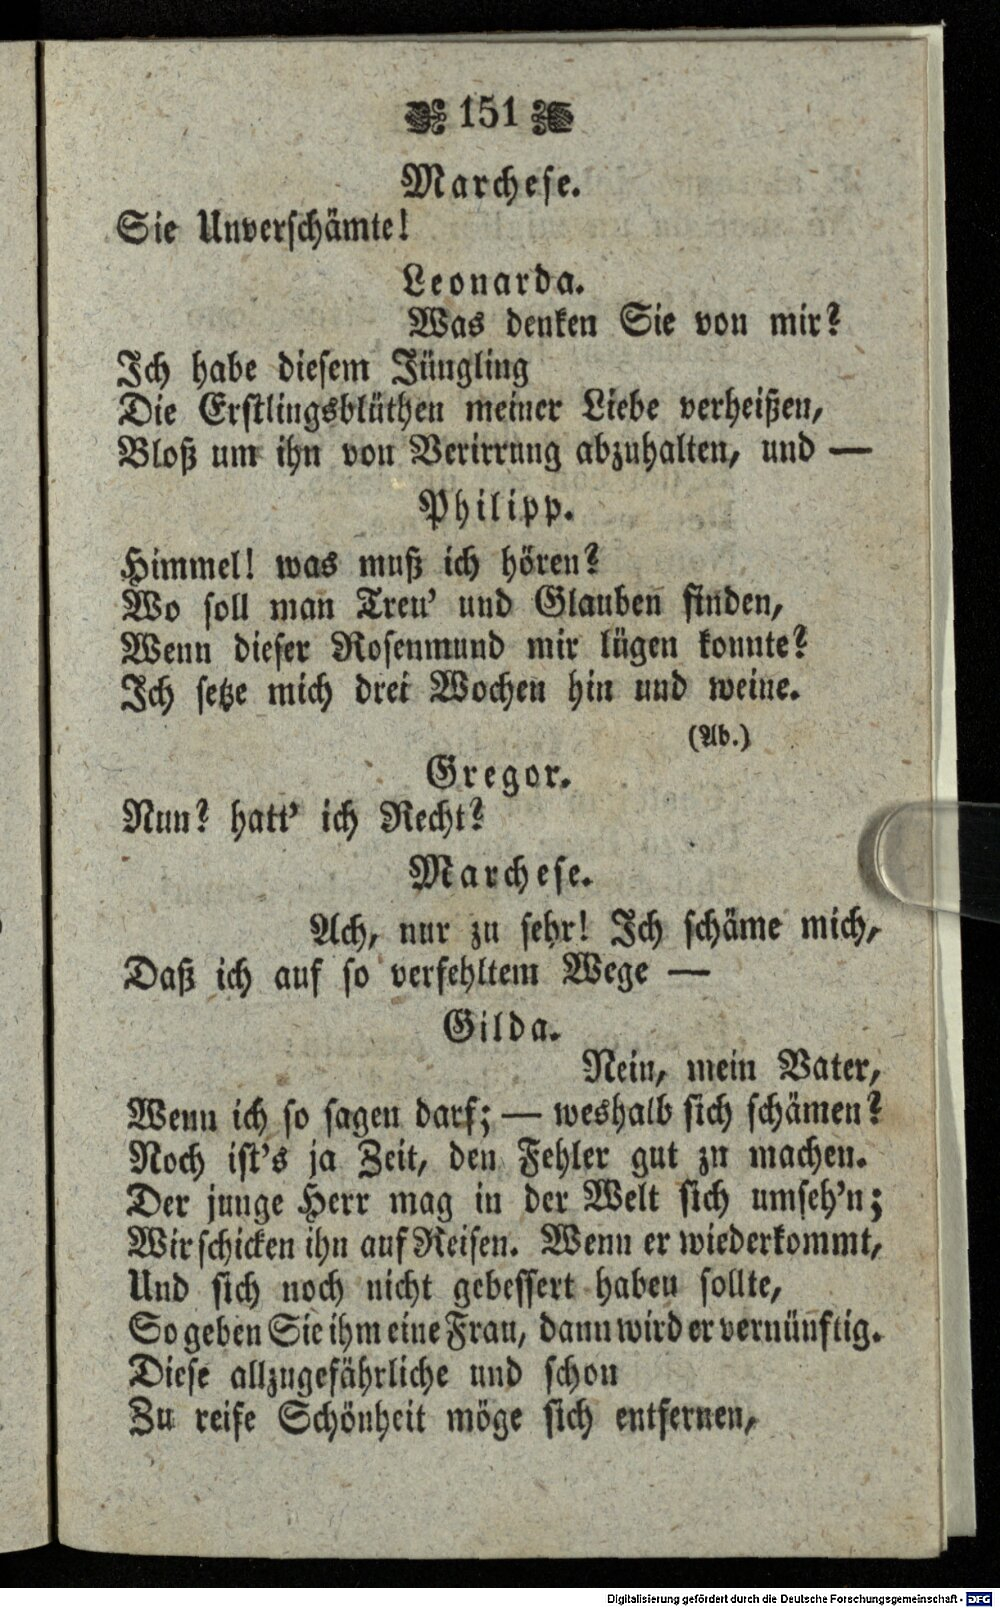 151
Marchese.
Sie Unverschämte!
Leonarda.
Was denken Sie von mir?
Ich habe diesem Jüngling
Die Erstlingsblüthen meiner Liebe verheißen,
Bloß um ihn von Verirrung abzuhalten, und —
Philipp.
Himmel! was muß ich hören?
Wo soll man Treu' und Glauben finden,
Wenn dieser Rosenmund mir lügen konnte?
Ich setze mich drei Wochen hin und weine.
(Ab.)
Gregor.
Nun? hatt' ich Recht?
Marchese.
Ach, nur zu sehr! Ich schäme mich,
Daß ich auf so verfehltem Wege —
Gilda.
Nein, mein Vater,
Wenn ich so sagen darf; — weshalb sich schämen?
Noch ist's ja Zeit, den Fehler gut zu machen.
Der junge Herr mag in der Welt sich umseh'n;
Wir schicken ihn auf Reisen. Wenn er wiederkommt,
Und sich noch nicht gebessert haben sollte,
So geben Sie ihm eine Frau, dann wird er vernünftig.
Diese allzugefährliche und schon
Zu reife Schönheit möge sich entfernen,
Digitalisierung gefördert durch die Deutsche Forschungsgemeinschaft - DFG